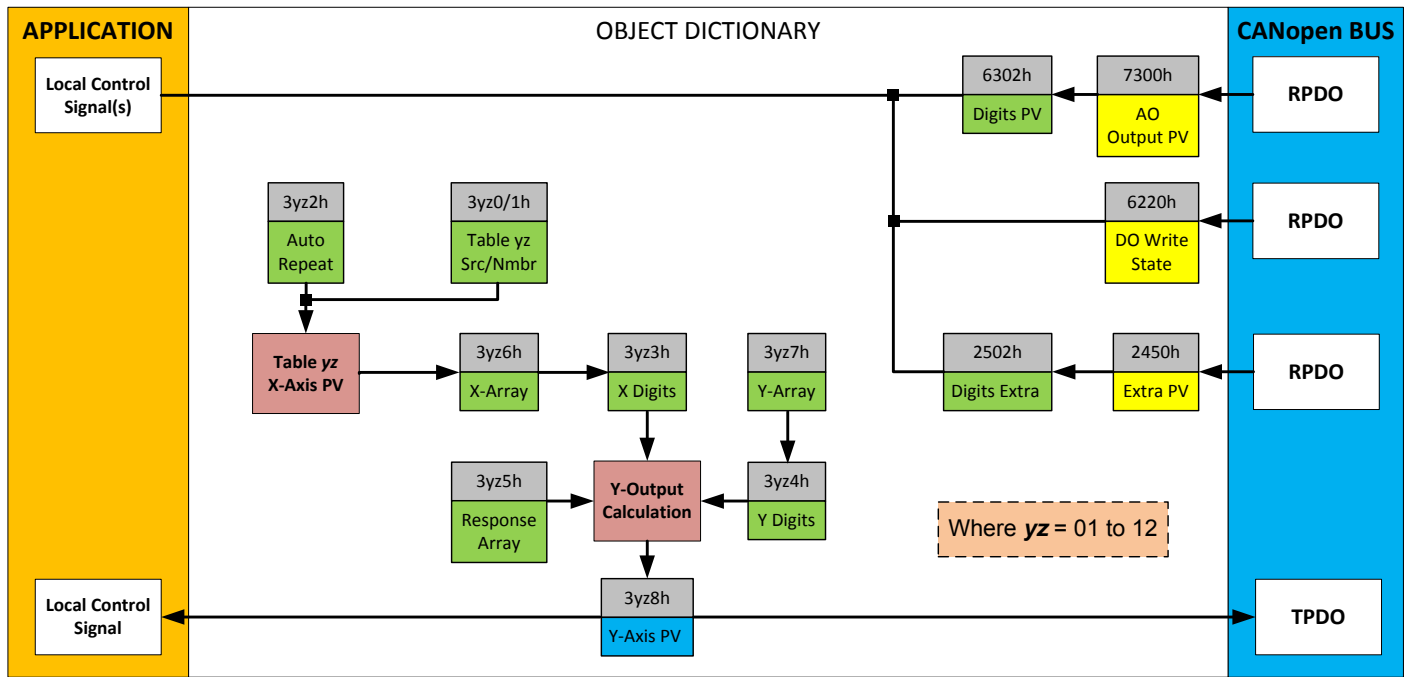 APPLICATION
OBJECT DICTIONARY
CANopen BUS
Local Control
Signal(s)
6302h
Digits PV
7300h
AO
Output PV
RPDO
3yz2h
Auto
Repeat
3yz0/1h
Table yz
Src/Nmbr
6220h
DO Write
State
RPDO
Table yz
X-Axis PV
3yz6h
X-Array
3yz3h
X Digits
3yz7h
Y-Array
2502h
Digits Extra
2450h
Extra PV
RPDO
3yz5h
Response
Array
Y-Output
Calculation
3yz4h
Y Digits
Where yz = 01 to 12
Local Control
Signal
3yz8h
Y-Axis PV
TPDO